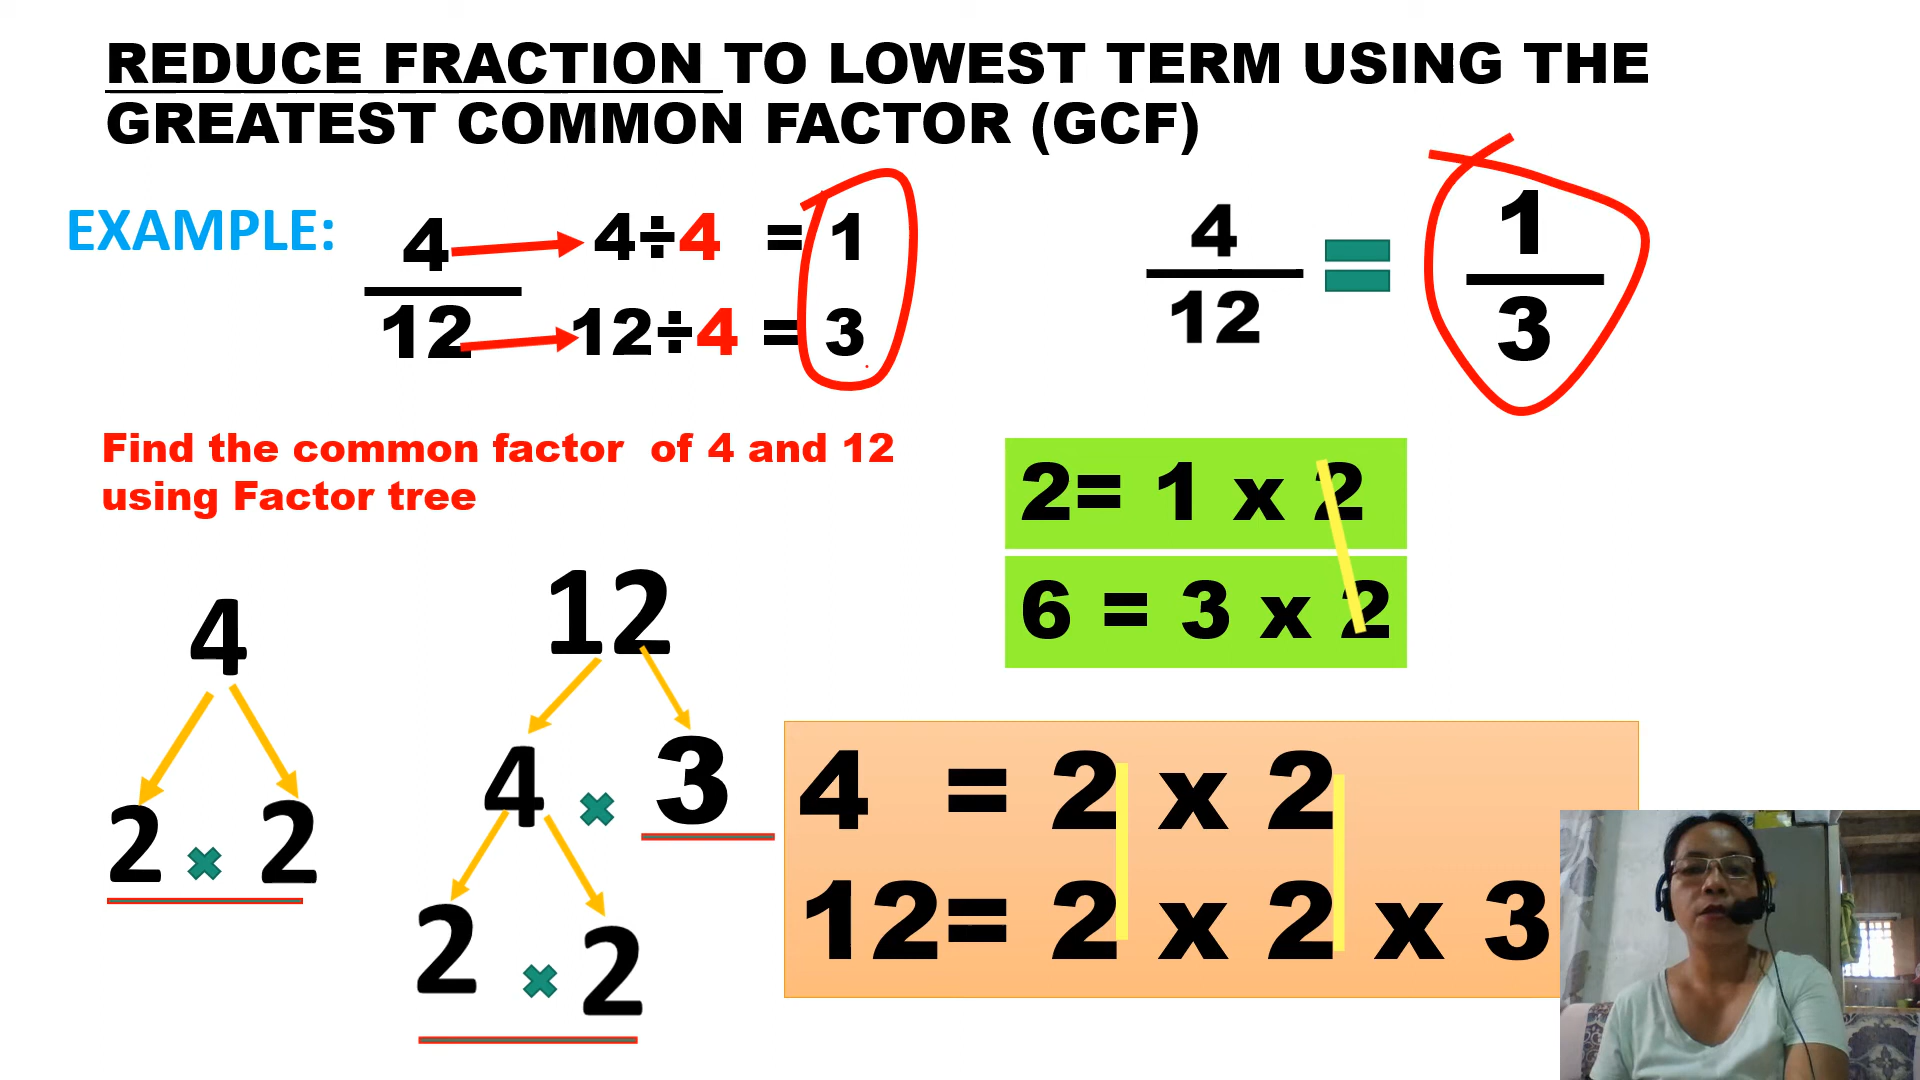 REDUCE FRACTION TO LOWEST TERM USING THE
GREATEST COMMON FACTOR (GCF)
EXAMPLE:
4 4÷4 = 1
12 12÷4 = 3
4 = 1
12 3
Find the common factor of 4 and 12
using Factor tree
2= 1 x 2
6 = 3 x 2
4
2 × 2
12
4 × 3
2 × 2
4 = 2 x 2
12= 2 x 2 x 3